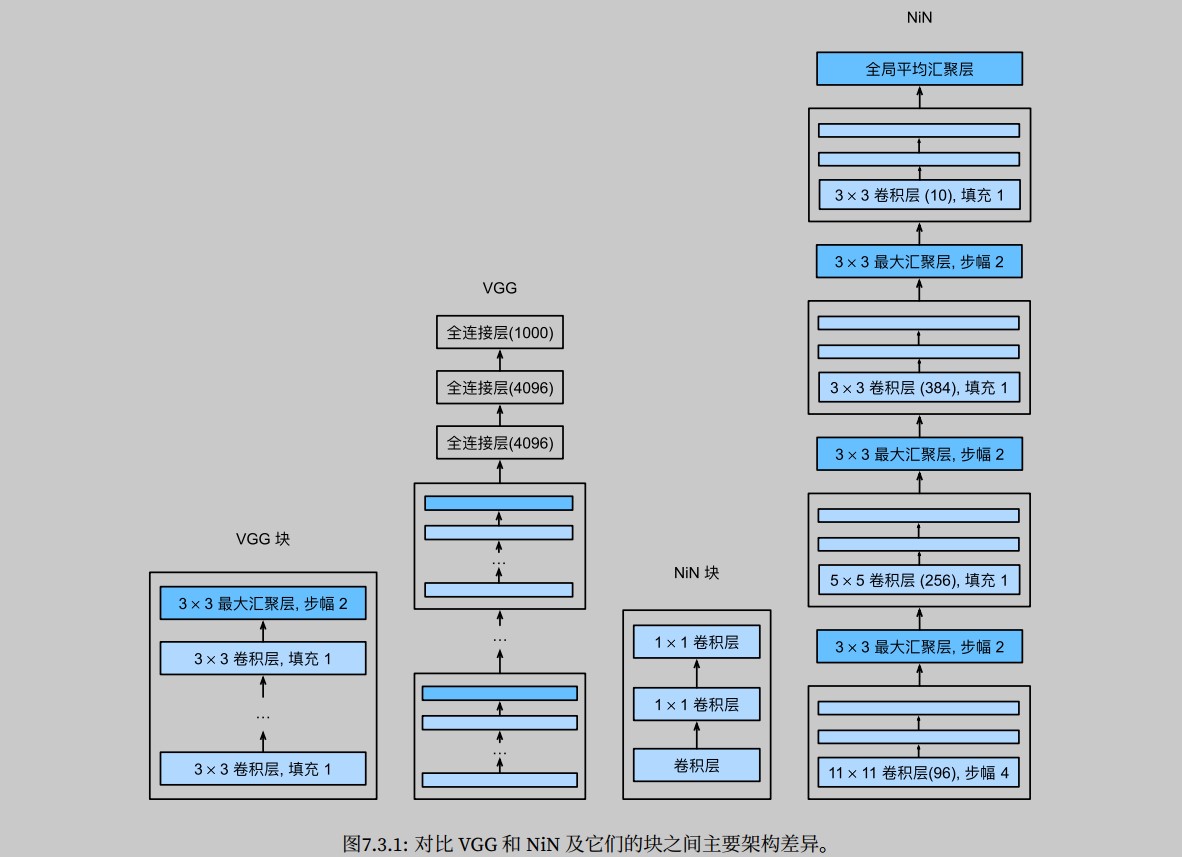 VGG 块
3 × 3 最大汇聚层, 步幅 2
3 × 3 卷积层, 填充 1
...
3 × 3 卷积层, 填充 1
VGG
全连接层(1000)
全连接层(4096)
全连接层(4096)
...
...
...
NiN 块
1 × 1 卷积层
1 × 1 卷积层
卷积层
NiN
全局平均汇聚层
3 × 3 卷积层 (10), 填充 1
3 × 3 最大汇聚层, 步幅 2
3 × 3 卷积层 (384), 填充 1
3 × 3 最大汇聚层, 步幅 2
5 × 5 卷积层 (256), 填充 1
3 × 3 最大汇聚层, 步幅 2
11 × 11 卷积层(96), 步幅 4
图7.3.1: 对比 VGG 和 NiN 及它们的块之间主要架构差异。